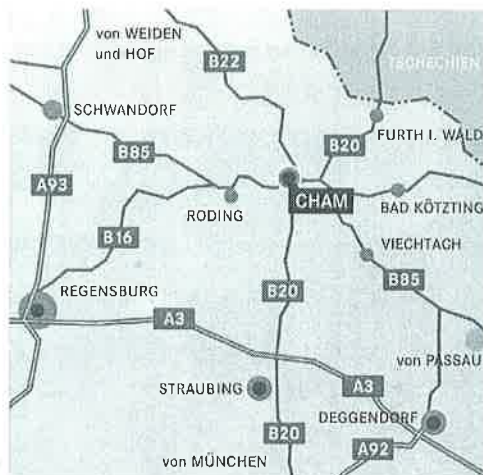 von WEIDEN
und HOF
B22
TSCHECHIEN
SCHWANDORF
FURTH I. WALD
B20
B85
A93
CHAM
RODING
BAD KÖTZTING
B16
VIECHTACH
REGENSBURG
B20
B85
A3
von PASSAU
STRAUBING
A3
DEGGENDORF
B20
A92
von MÜNCHEN